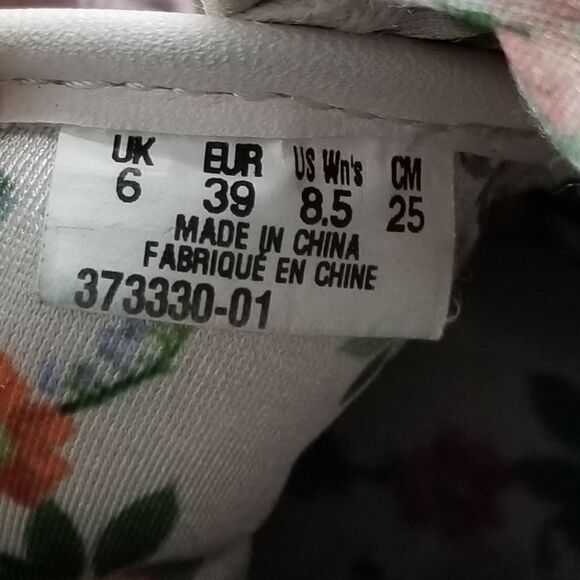 UK EUR US Wn's CM
6 39 8.5 25
MADE IN CHINA
FABRIQUÉ EN CHINE
373330-01